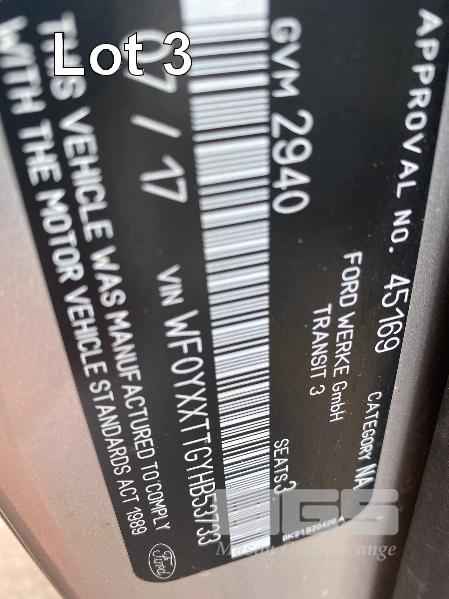 Lot 3
APPROVAL NO. 45169 CATEGORY NA
FORD WERKE GmbH
TRANSIT 3
GVM 2940 SEATS3
07/17 VIN WF0YXXTTGYHB53733
THIS VEHICLE WAS MANUFACTURED TO COMPLY
WITH THE MOTOR VEHICLE STANDARDS ACT 1989
Ford